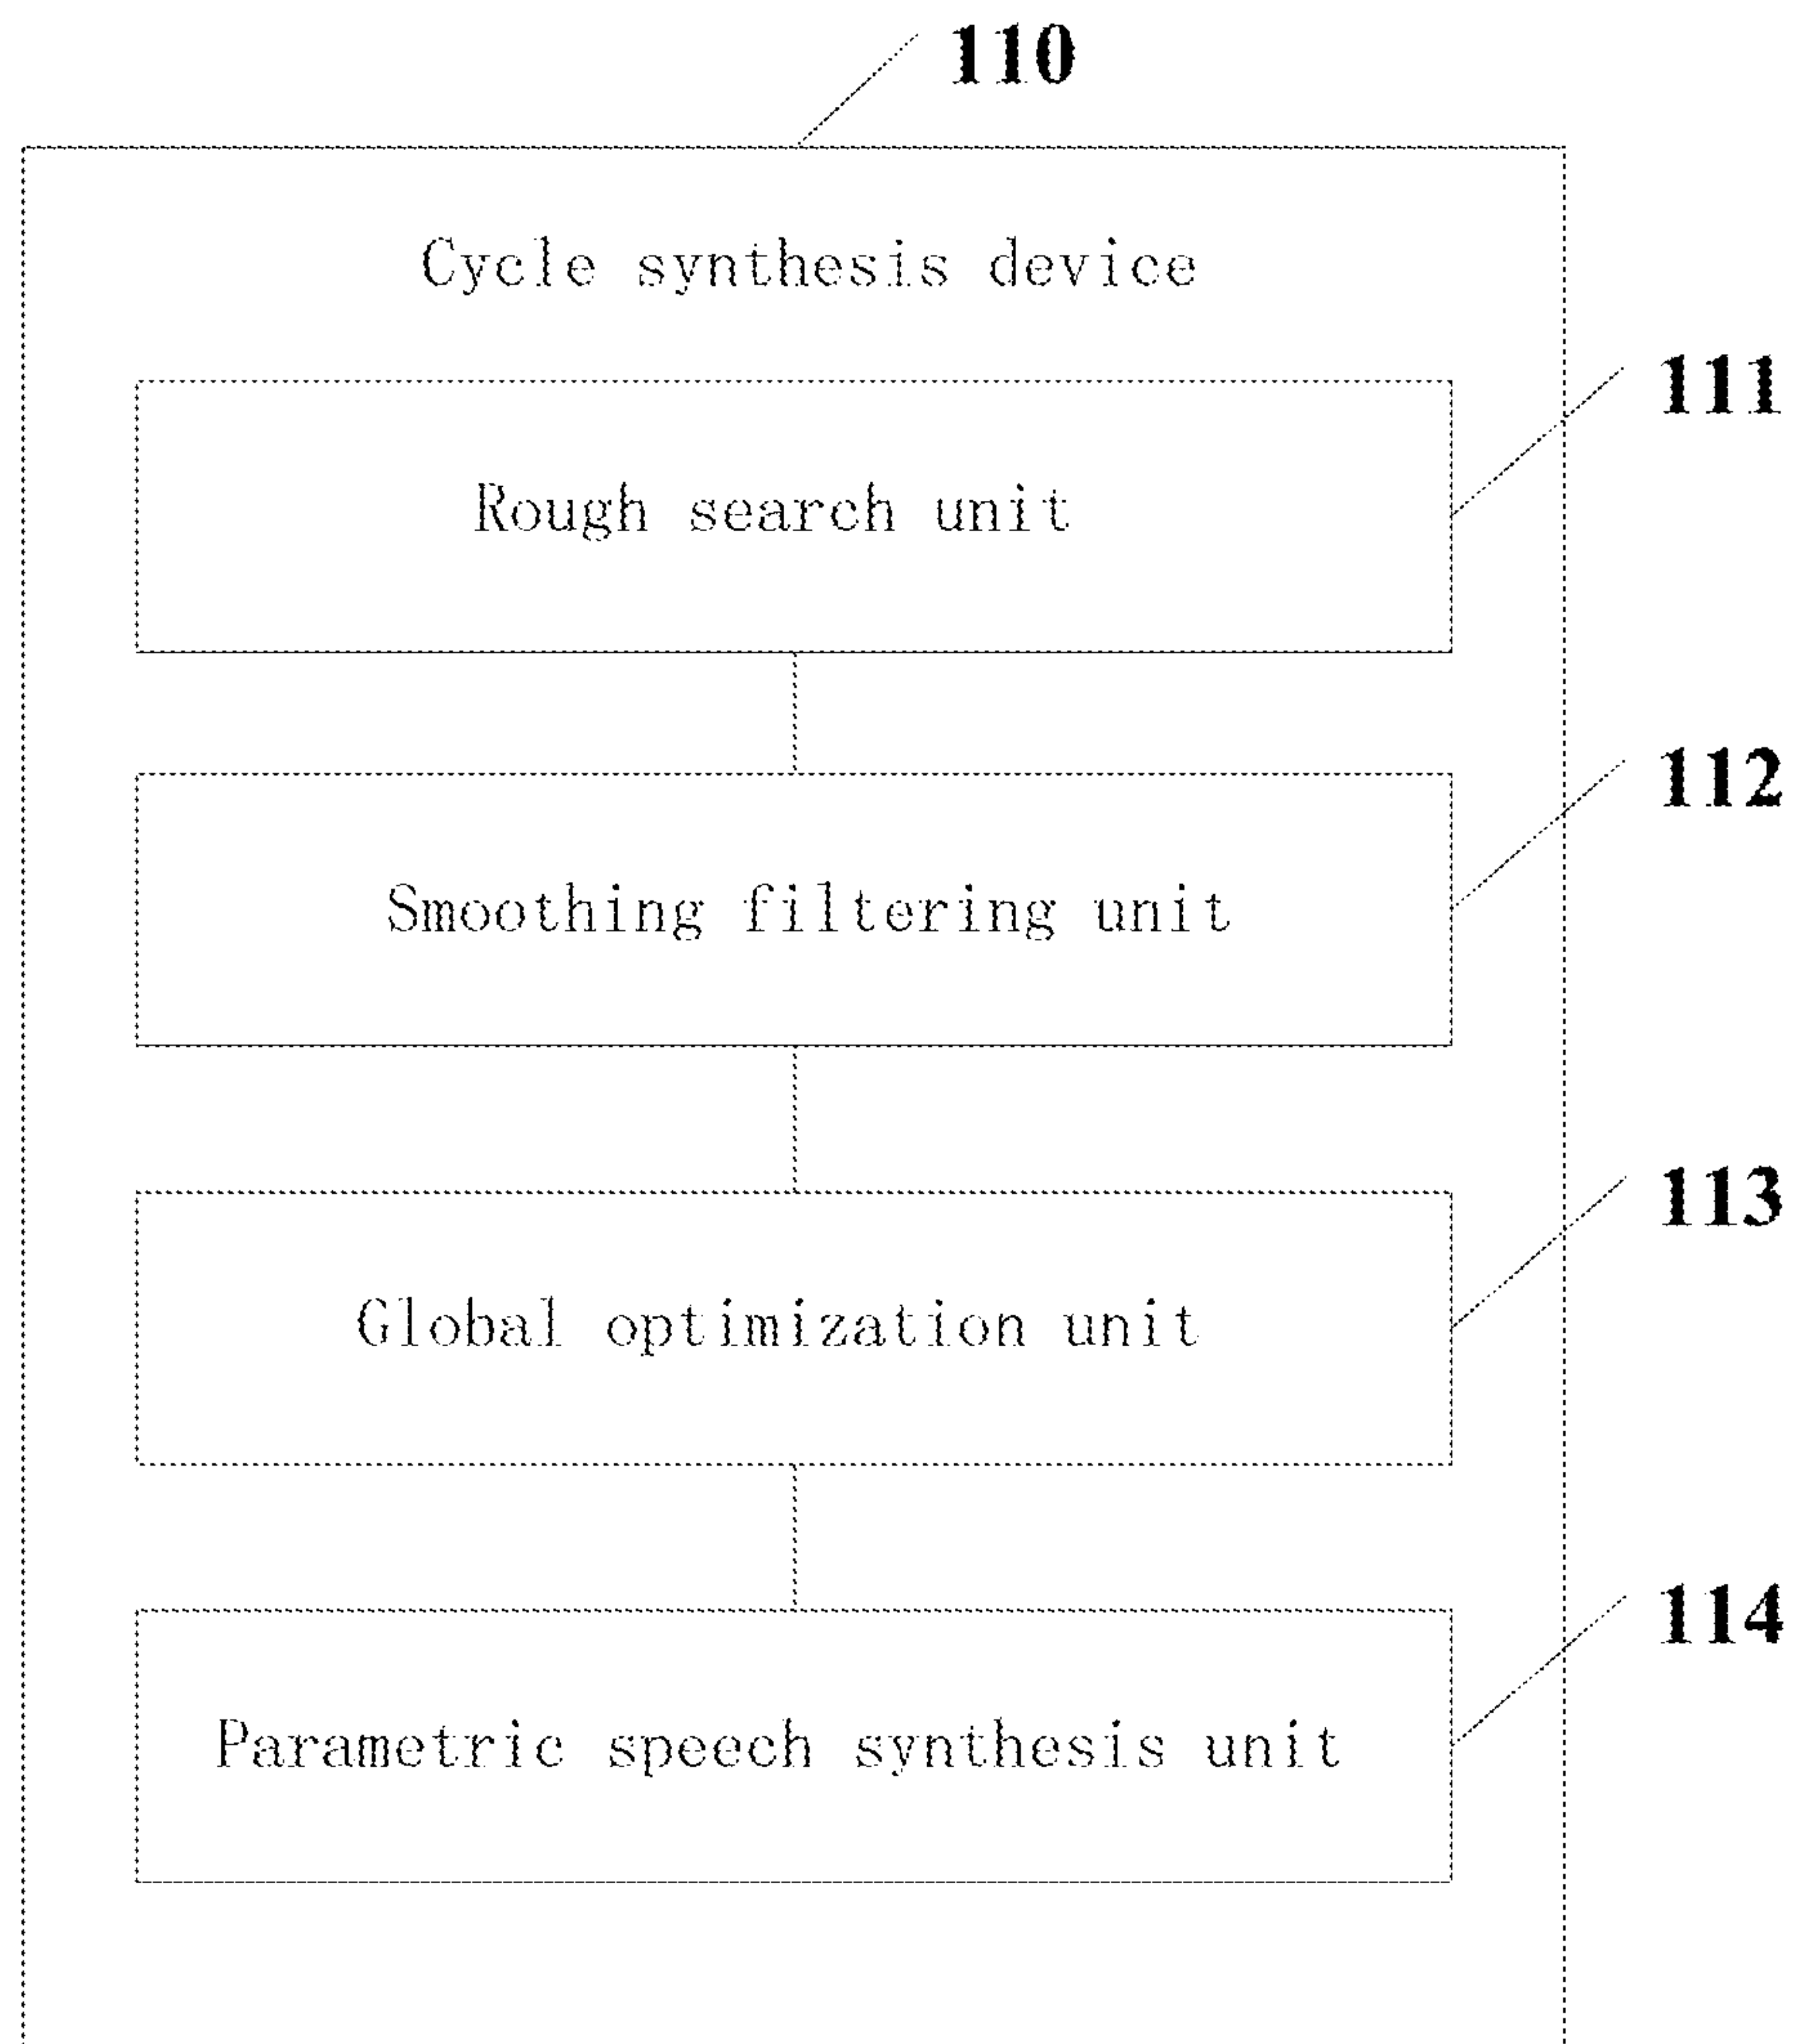 110
Cycle synthesis device
111
Rough search unit
112
Smoothing filtering unit
113
Global optimization unit
114
Parametric speech synthesis unit